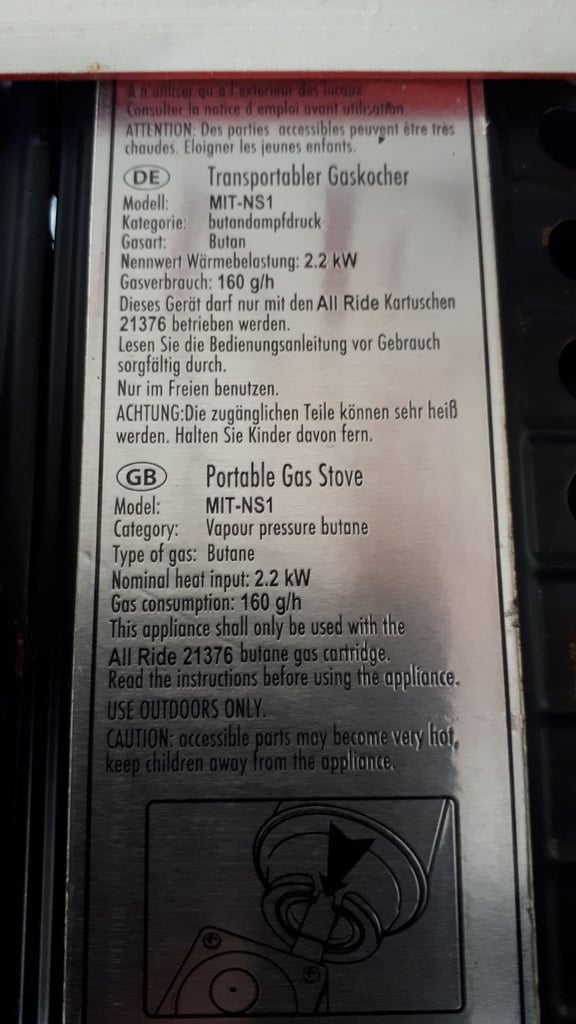 A n'utiliser qu'à l'extérieur des locaux.
Consulter la notice d'emploi avant utilisation.
ATTENTION: Des parties accessibles peuvent être très
chaudes. Eloigner les jeunes enfants.
DE Transportabler Gaskocher
Modell: MIT-NS1
Kategorie: butandampfdruck
Gasart: Butan
Nennwert Wärmebelastung: 2.2 kW
Gasverbrauch: 160 g/h
Dieses Gerät darf nur mit den All Ride Kartuschen
21376 betrieben werden.
Lesen Sie die Bedienungsanleitung vor Gebrauch
sorgfältig durch.
Nur im Freien benutzen.
ACHTUNG:Die zugänglichen Teile können sehr heiß
werden. Halten Sie Kinder davon fern.
GB Portable Gas Stove
Model: MIT-NS1
Category: Vapour pressure butane
Type of gas: Butane
Nominal heat input: 2.2 kW
Gas consumption: 160 g/h
This appliance shall only be used with the
All Ride 21376 butane gas cartridge.
Read the instructions before using the appliance.
USE OUTDOORS ONLY.
CAUTION: accessible parts may become very hot,
keep children away from the appliance.